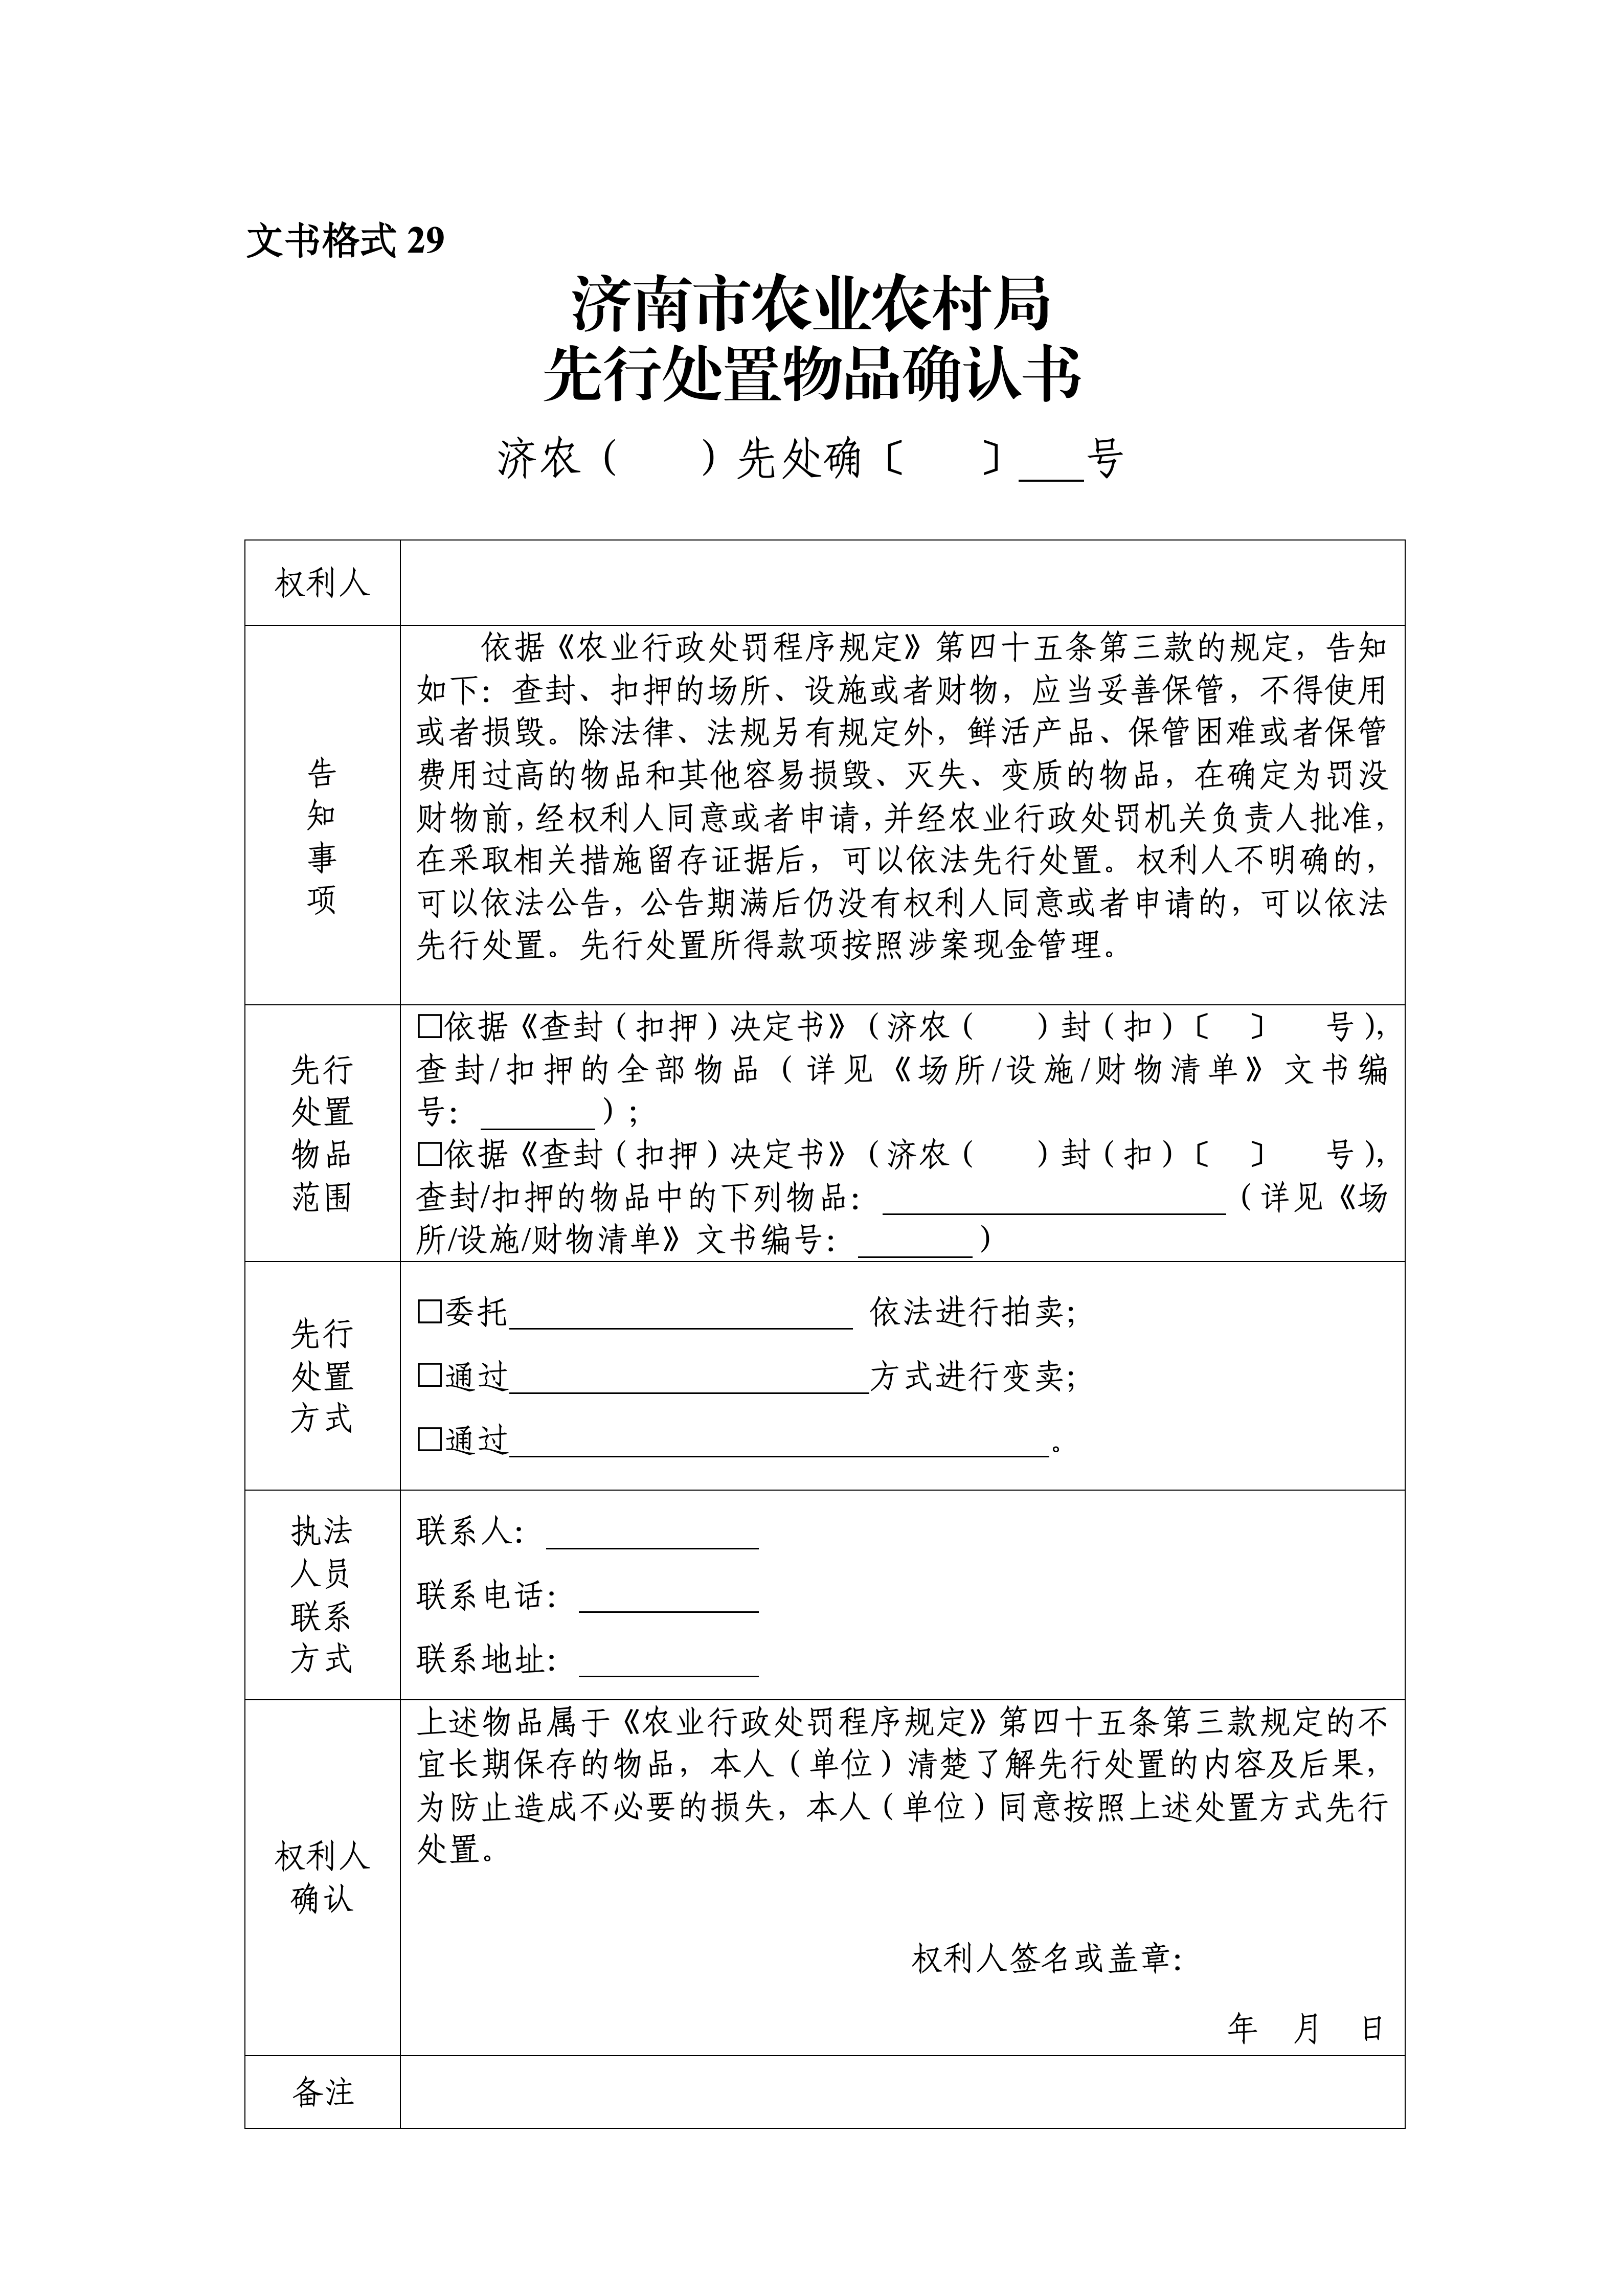 文书格式 29
济南市农业农村局
先行处置物品确认书
济农（　　）先处确〔　　〕___号
权利人
告
知
事
项
依据《农业行政处罚程序规定》第四十五条第三款的规定，告知
如下：查封、扣押的场所、设施或者财物，应当妥善保管，不得使用
或者损毁。除法律、法规另有规定外，鲜活产品、保管困难或者保管
费用过高的物品和其他容易损毁、灭失、变质的物品，在确定为罚没
财物前，经权利人同意或者申请，并经农业行政处罚机关负责人批准，
在采取相关措施留存证据后，可以依法先行处置。权利人不明确的，
可以依法公告，公告期满后仍没有权利人同意或者申请的，可以依法
先行处置。先行处置所得款项按照涉案现金管理。
先行
处置
物品
范围
□依据《查封（扣押）决定书》（济农（　　）封（扣）〔　〕　　号），
查封/扣押的全部物品（详见《场所/设施/财物清单》文书编
号：_______）；
□依据《查封（扣押）决定书》（济农（　　）封（扣）〔　〕　　号），
查封/扣押的物品中的下列物品：_____________________（详见《场
所/设施/财物清单》文书编号：_______）
先行
处置
方式
□委托_____________________ 依法进行拍卖；
□通过______________________方式进行变卖；
□通过_________________________________。
执法
人员
联系
方式
联系人：_____________
联系电话：___________
联系地址：___________
权利人
确认
上述物品属于《农业行政处罚程序规定》第四十五条第三款规定的不
宜长期保存的物品，本人（单位）清楚了解先行处置的内容及后果，
为防止造成不必要的损失，本人（单位）同意按照上述处置方式先行
处置。
权利人签名或盖章：
年　月　日
备注